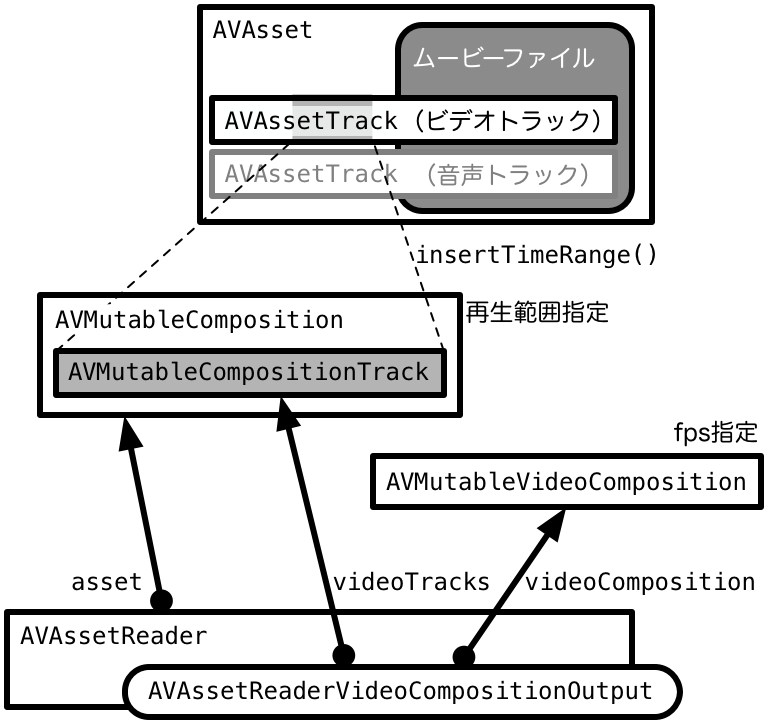 AVAsset
ムービーファイル
AVAssetTrack（ビデオトラック）
AVAssetTrack （音声トラック）
insertTimeRange()
再生範囲指定
AVMutableComposition
AVMutableCompositionTrack
fps指定
AVMutableVideoComposition
asset
videoTracks
videoComposition
AVAssetReader
AVAssetReaderVideoCompositionOutput